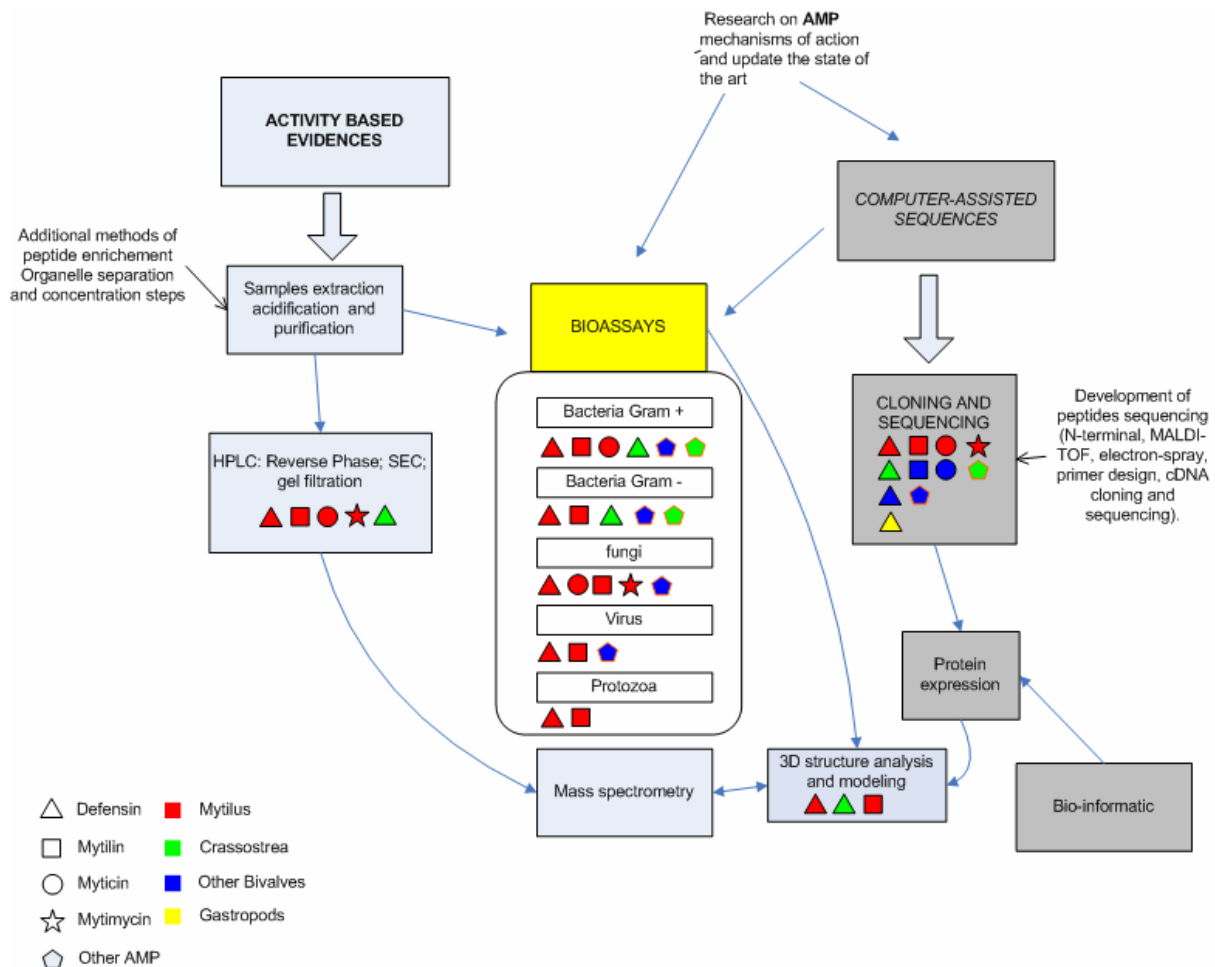 Research on AMP
mechanisms of action
and update the state of
the art
ACTIVITY BASED
EVIDENCES
COMPUTER-ASSISTED
SEQUENCES
Additional methods of
peptide enrichement
Organelle separation
and concentration steps
Samples extraction
acidification and
purification
BIOASSAYS
Bacteria Gram +
Bacteria Gram -
fungi
Virus
Protozoa
CLONING AND
SEQUENCING
Development of
peptides sequencing
(N-terminal, MALDI-
TOF, electron-spray,
primer design, cDNA
cloning and
sequencing).
HPLC: Reverse Phase; SEC;
gel filtration
Protein
expression
Mass spectrometry
3D structure analysis
and modeling
Bio-informatic
Defensin
Mytilus
Mytilin
Crassostrea
Myticin
Other Bivalves
Mytimycin
Gastropods
Other AMP